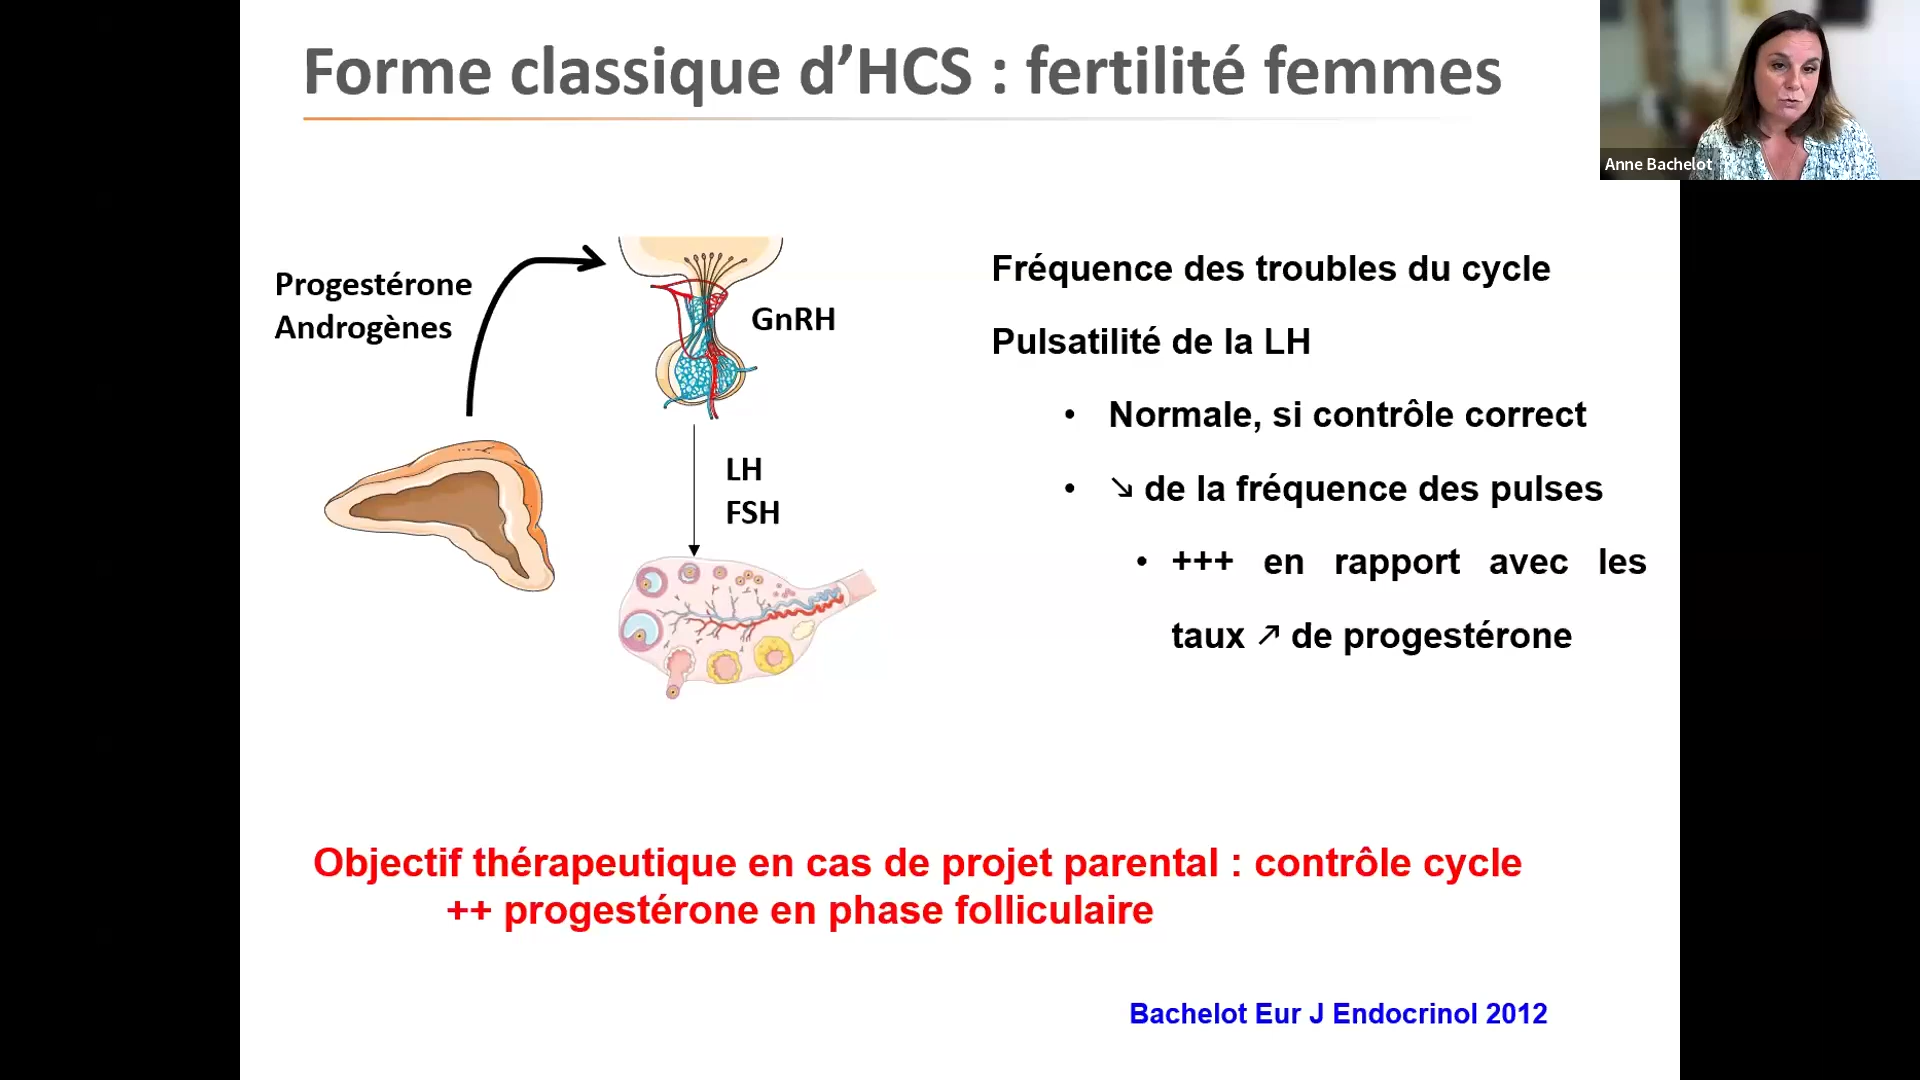 Forme classique d’HCS : fertilité femmes
Anne Bachelot
Progestérone
Androgènes
GnRH
LH
FSH
Fréquence des troubles du cycle
Pulsatilité de la LH
• Normale, si contrôle correct
• ↘ de la fréquence des pulses
• +++ en rapport avec les
taux ↗ de progestérone
Objectif thérapeutique en cas de projet parental : contrôle cycle
++ progestérone en phase folliculaire
Bachelot Eur J Endocrinol 2012